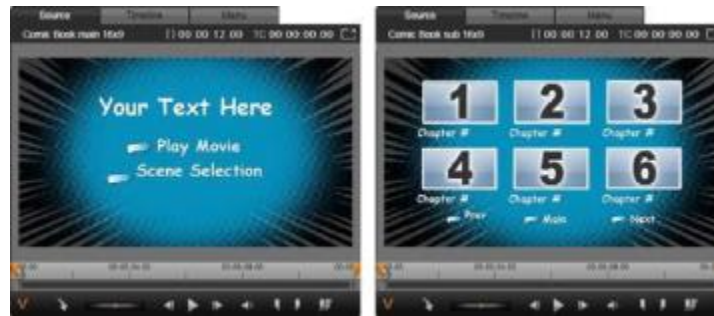 Source Timeline Menu
Comic Book main 16x9 [] 00:00:12.00 TC 00:00:00.00
Your Text Here
Play Movie
Scene Selection
Source Timeline Menu
Comic Book sub 16x9 [] 00:00:12.00 TC 00:00:00.00
1 2 3
Chapter # Chapter # Chapter #
4 5 6
Chapter # Chapter # Chapter #
Prev Main Next
V
V